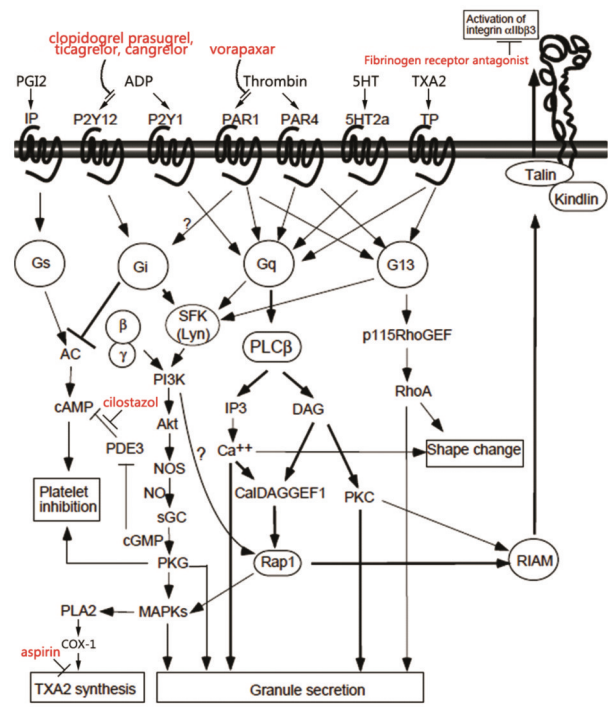 Activation of
integrin αIIbβ3
clopidogrel prasugrel,
ticagrelor, cangrelor
vorapaxar
Fibrinogen receptor antagonist
PGI2
ADP
Thrombin
5HT
TXA2
IP
P2Y12
P2Y1
PAR1
PAR4
5HT2a
TP
Talin
Kindlin
?
Gs
Gi
Gq
G13
SFK
(Lyn)
β
γ
p115RhoGEF
PLCβ
AC
PI3K
RhoA
cAMP
cilostazol
IP3
DAG
Akt
PDE3
?
Ca++
Shape change
NOS
Platelet
inhibition
NO
CalDAGGEF1
PKC
sGC
cGMP
PKG
Rap1
RIAM
PLA2
MAPKs
COX-1
aspirin
TXA2 synthesis
Granule secretion